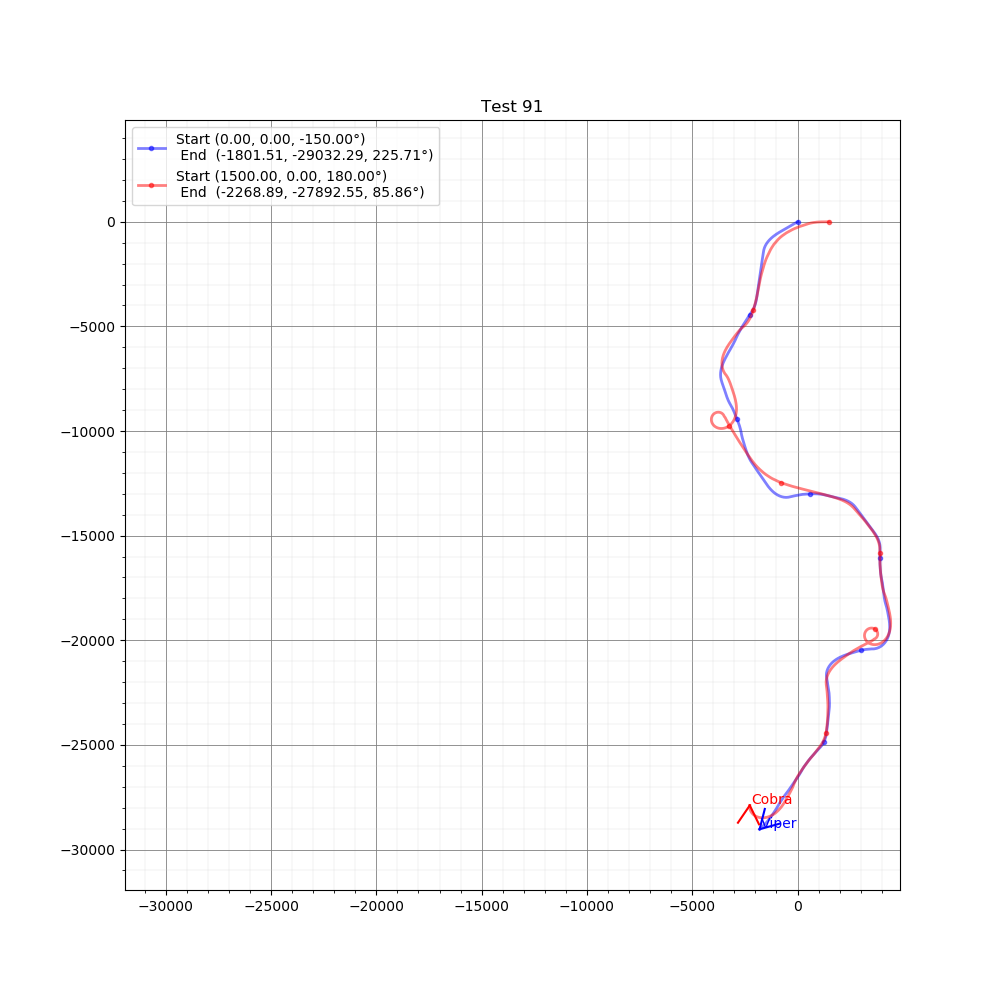 Test 91
Start (0.00, 0.00, -150.00°)
End  (-1801.51, -29032.29, 225.71°)
Start (1500.00, 0.00, 180.00°)
End  (-2268.89, -27892.55, 85.86°)
0
−5000
−10000
−15000
−20000
−25000
−30000
Cobra
Viper
−30000 −25000 −20000 −15000 −10000 −5000 0